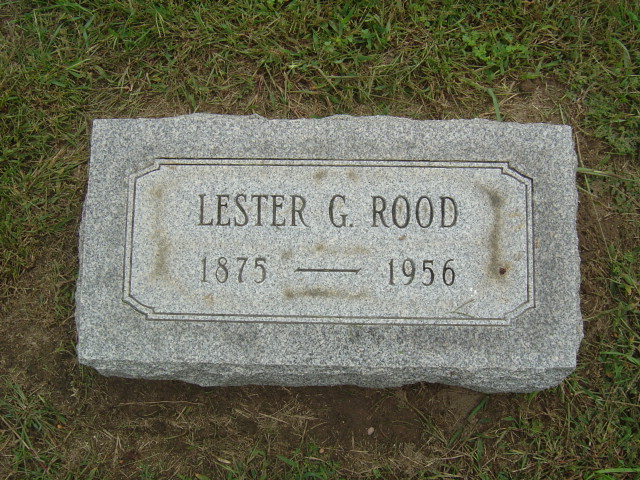 LESTER G. ROOD
1875 — 1956